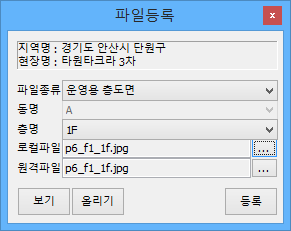 파일등록
x
지역명 : 경기도 안산시 단원구
현장명 : 타원타크라 3차
파일종류 운영용 층도면
동명 A
층명 1F
로컬파일 p6_f1_1f.jpg ...
원격파일 p6_f1_1f.jpg ...
보기 올리기 등록